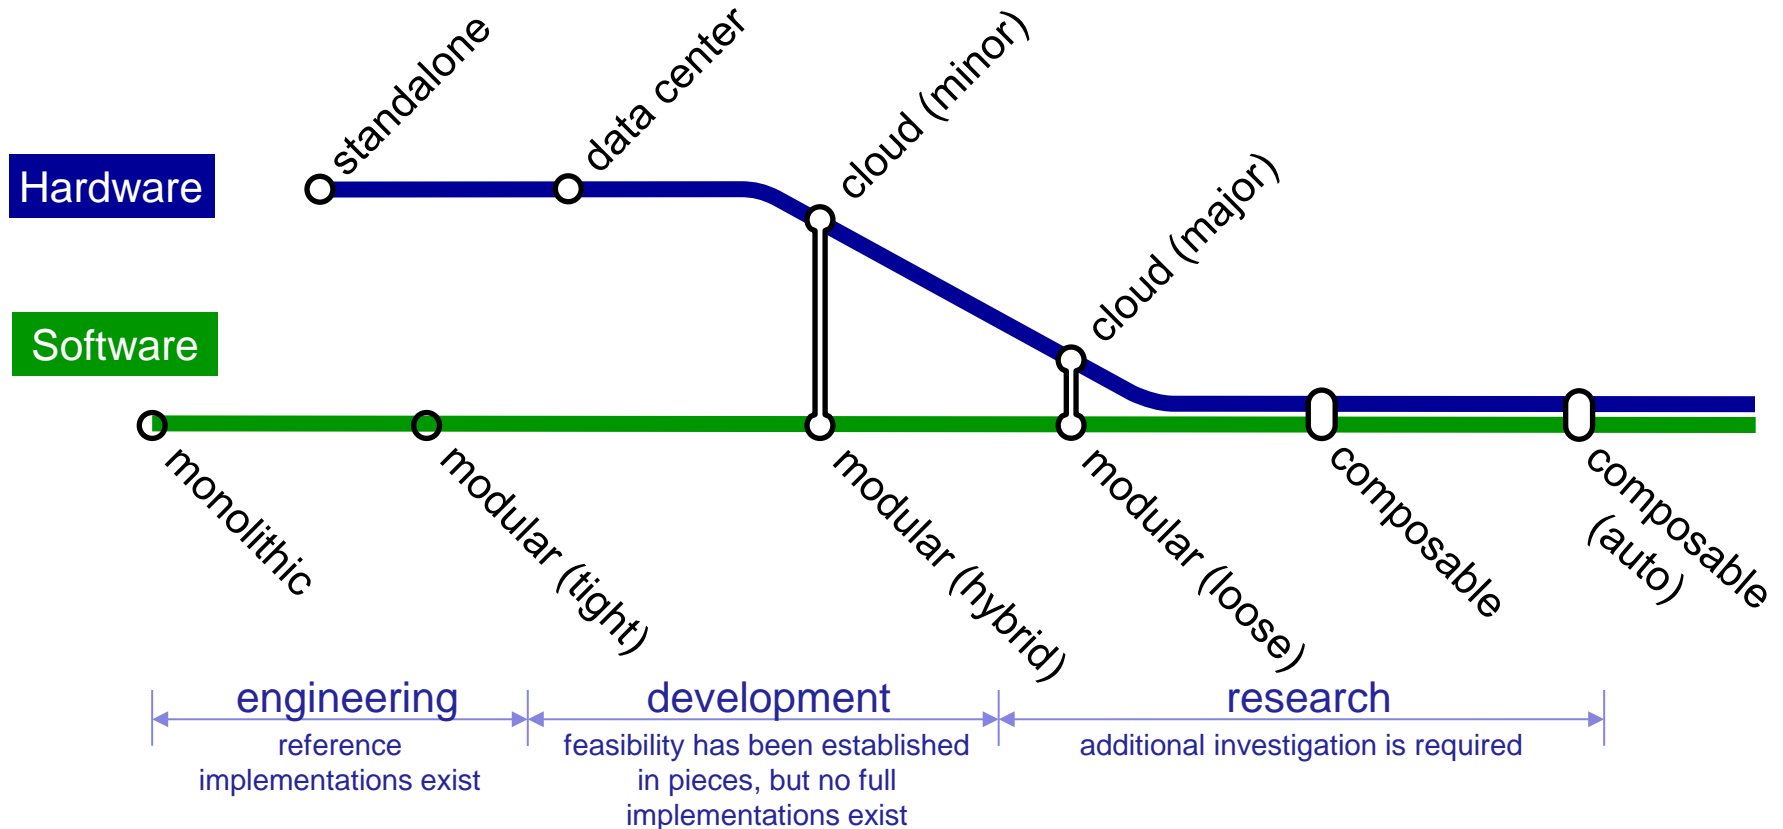 standalone
data center
cloud (minor)
Hardware
cloud (major)
Software
monolithic
modular (tight)
modular (hybrid)
modular (loose)
composable
composable
(auto)
engineering
reference
implementations exist
development
feasibility has been established
in pieces, but no full
implementations exist
research
additional investigation is required